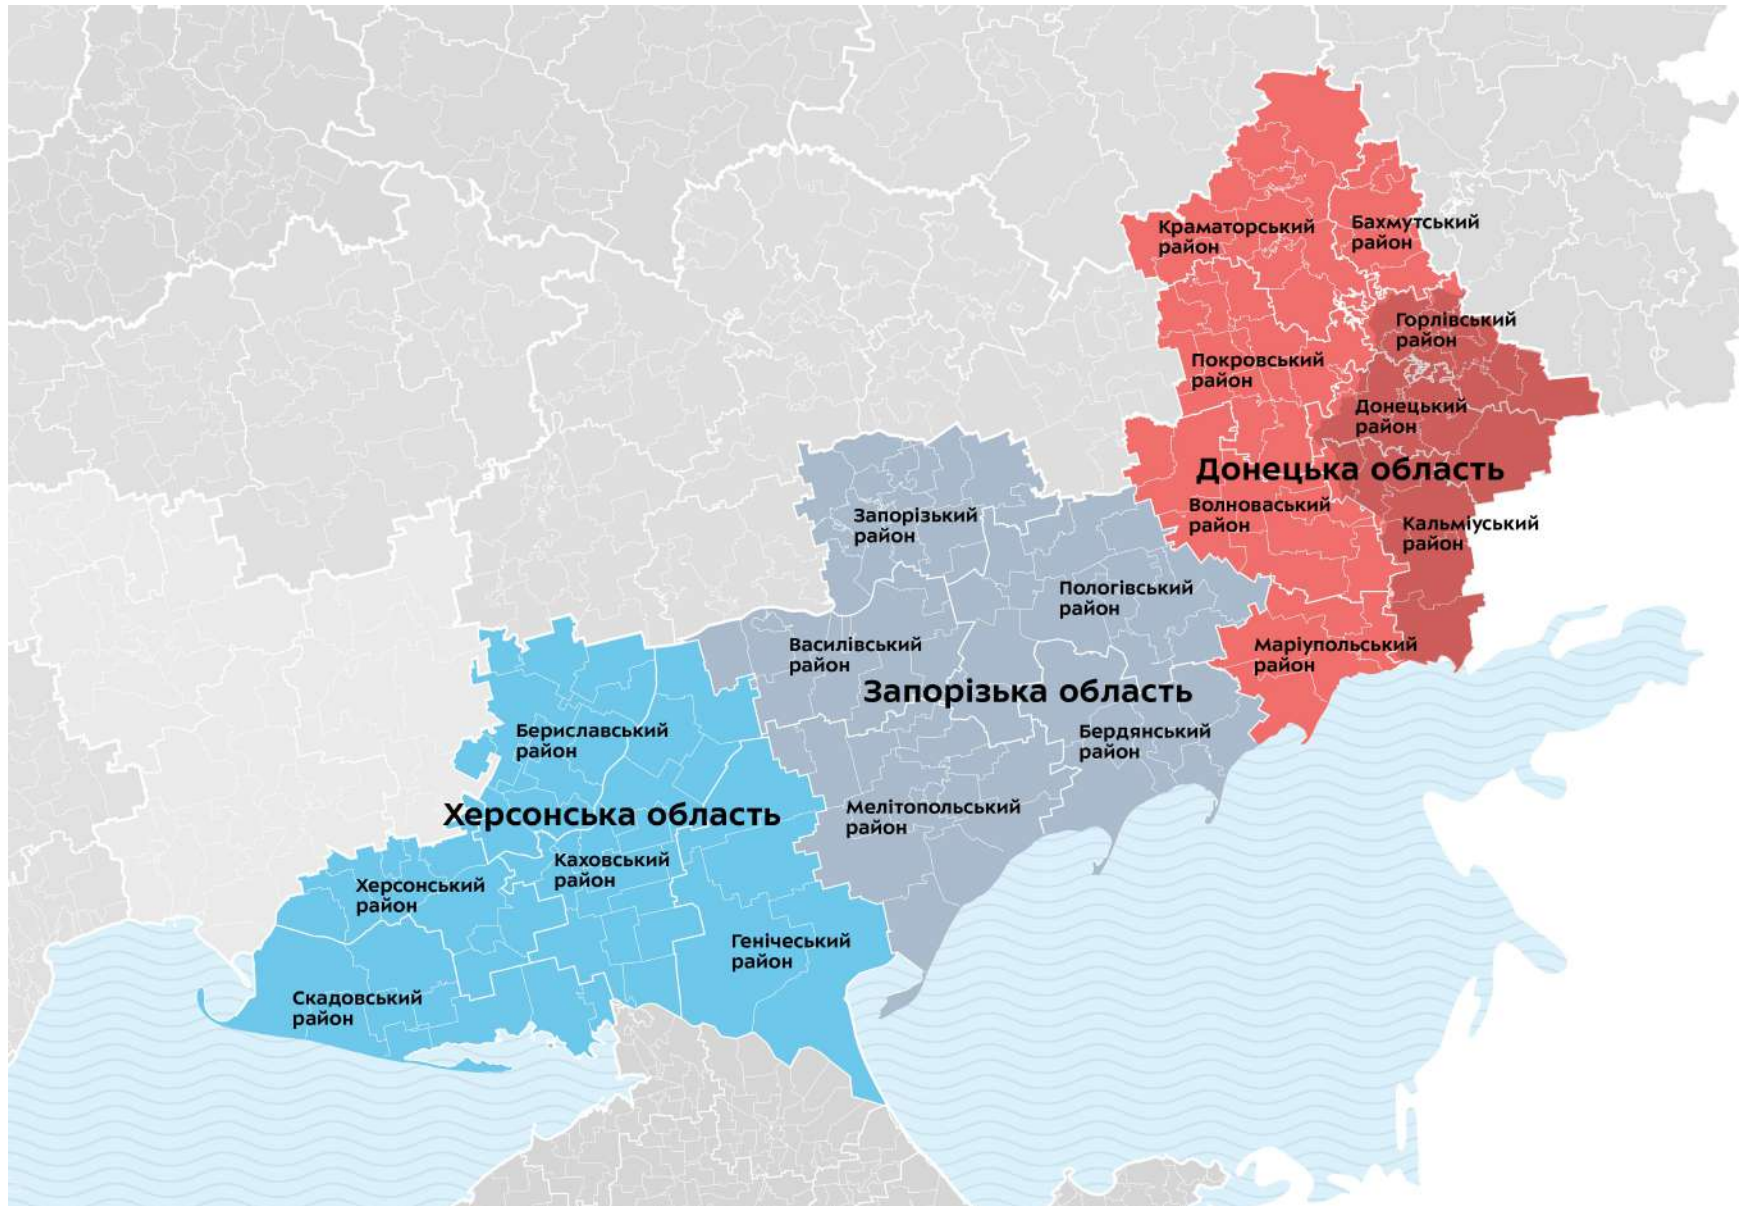 Краматорський
район
Бахмутський
район
Горлівський
район
Покровський
район
Донецький
район
Донецька область
Волноваський
район
Кальміуський
район
Запорізький
район
Пологівський
район
Василівський
район
Маріупольський
район
Запорізька область
Бериславський
район
Бердянський
район
Херсонська область
Мелітопольський
район
Каховський
район
Херсонський
район
Генічеський
район
Скадовський
район